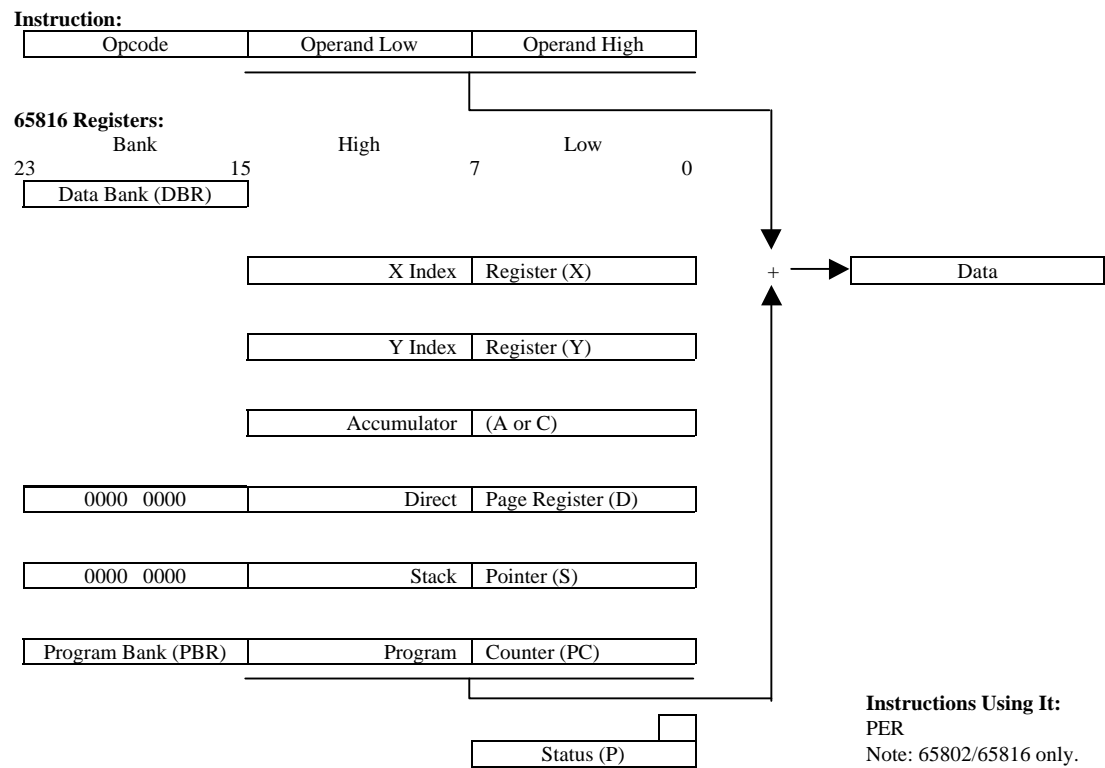 Instruction:
Opcode Operand Low Operand High
65816 Registers:
Bank High Low
23 15 7 0
Data Bank (DBR)
X Index Register (X)
+ Data
Y Index Register (Y)
Accumulator (A or C)
0000 0000 Direct Page Register (D)
0000 0000 Stack Pointer (S)
Program Bank (PBR) Program Counter (PC)
Status (P)
Instructions Using It:
PER
Note: 65802/65816 only.